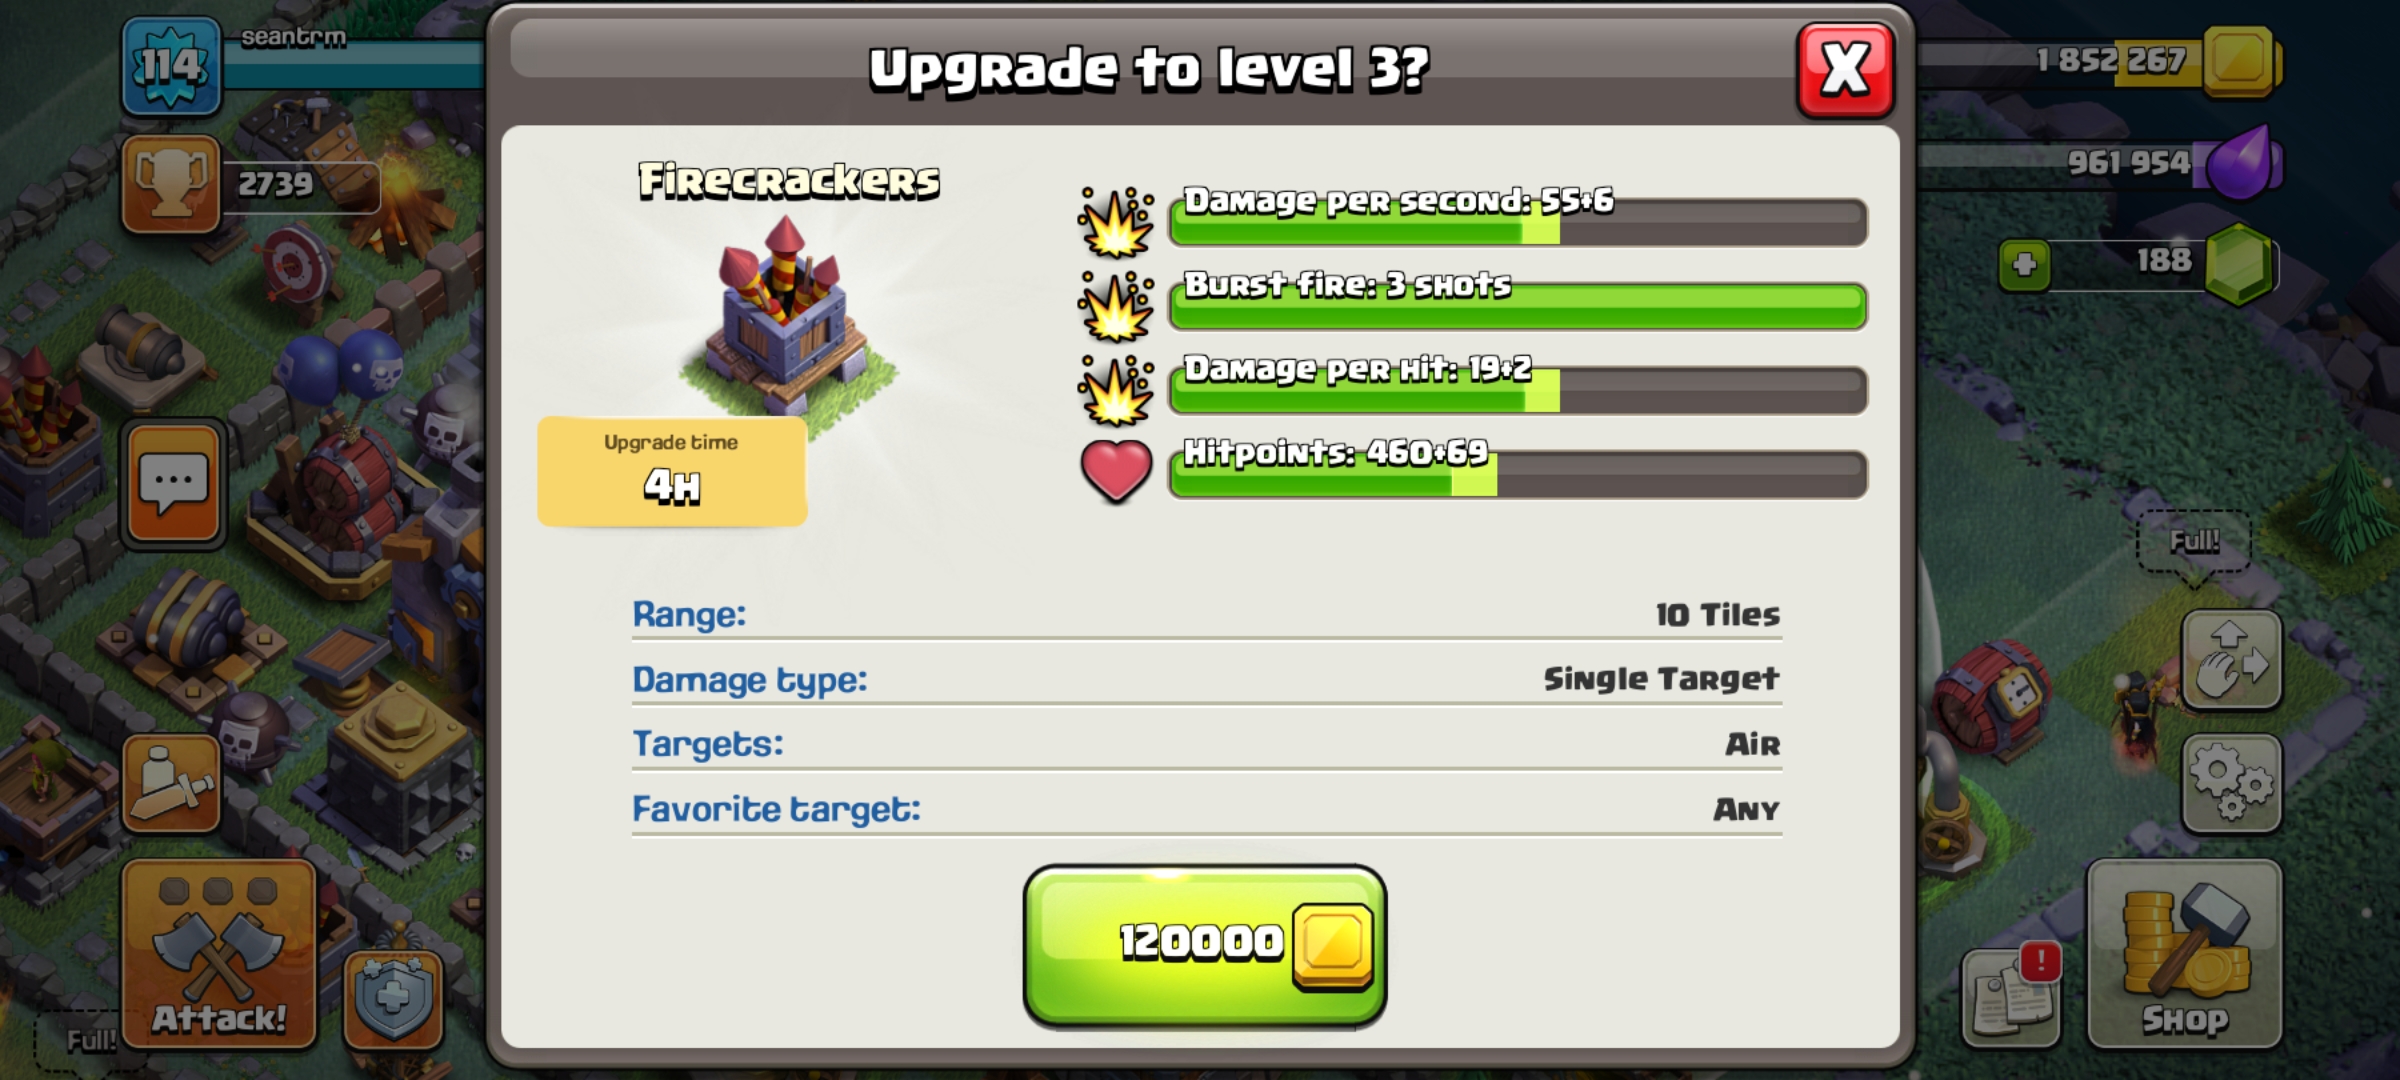 114
seantrm
2739
Attack!
Full!
Upgrade to level 3?
X
Firecrackers
Upgrade time
4H
Damage per second: 55+6
Burst fire: 3 shots
Damage per hit: 19+2
Hitpoints: 460+69
Range: 10 Tiles
Damage type: Single Target
Targets: Air
Favorite target: Any
120000
1 852 267
961 954
188
Full!
!
Shop